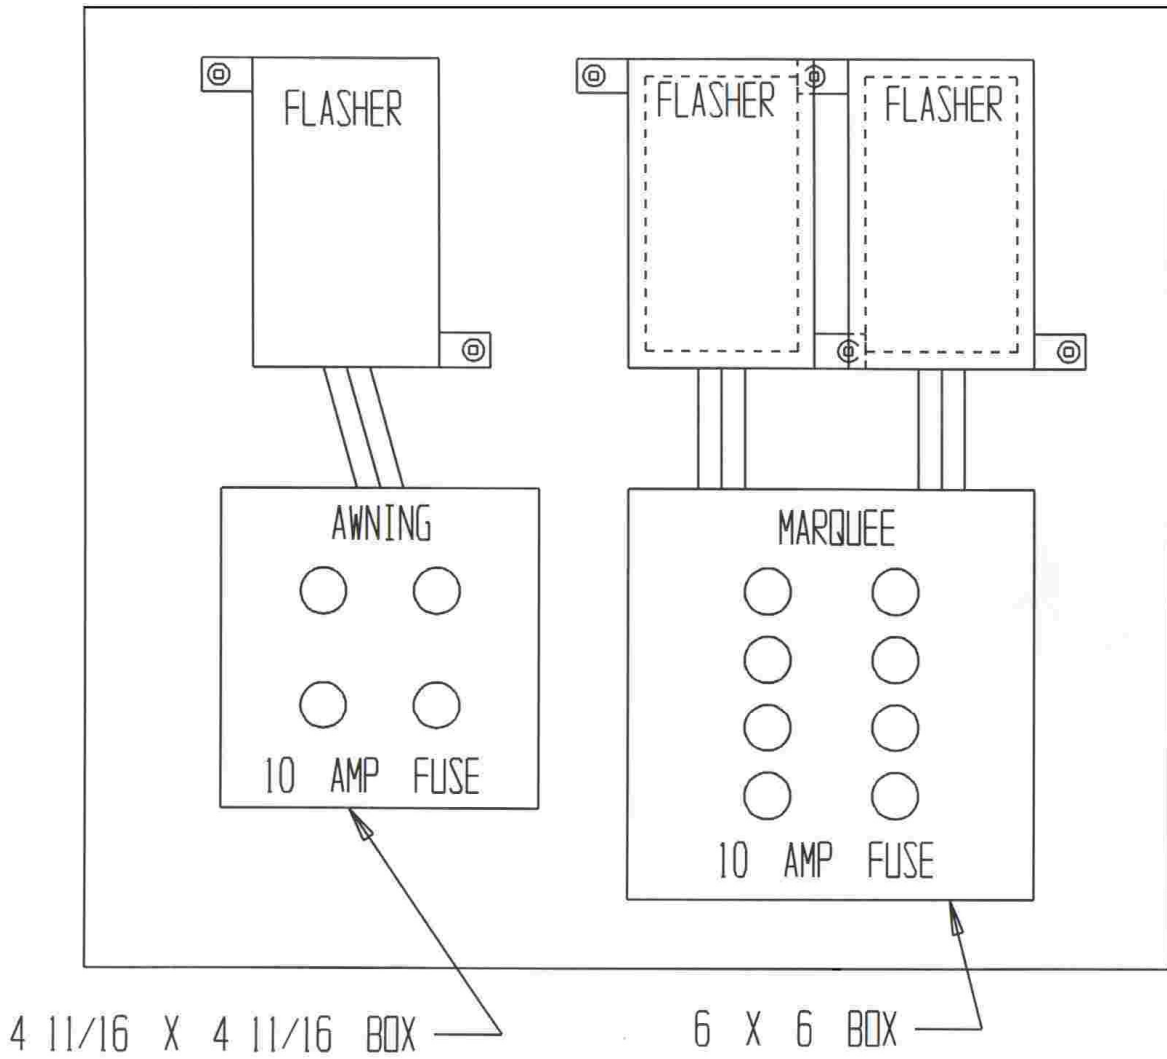 FLASHER
FLASHER
FLASHER
AWNING
10 AMP FUSE
MARQUEE
10 AMP FUSE
4 11/16 X 4 11/16 BOX
6 X 6 BOX